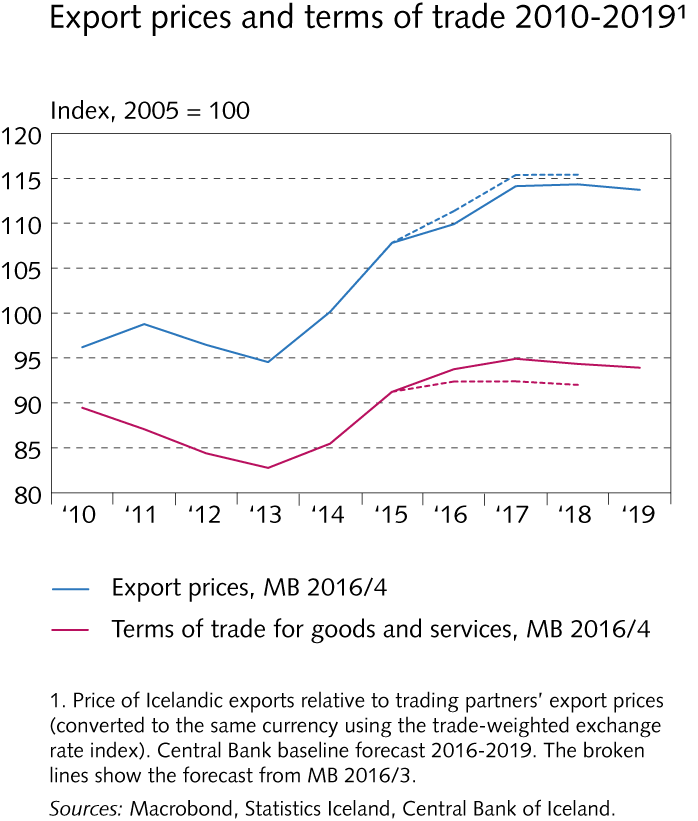 Export prices and terms of trade 2010-2019¹
Index, 2005 = 100
120
115
110
105
100
95
90
85
80
‘10 ‘11 ‘12 ‘13 ‘14 ‘15 ‘16 ‘17 ‘18 ‘19
Export prices, MB 2016/4
Terms of trade for goods and services, MB 2016/4
1. Price of Icelandic exports relative to trading partners’ export prices
(converted to the same currency using the trade-weighted exchange
rate index). Central Bank baseline forecast 2016-2019. The broken
lines show the forecast from MB 2016/3.
Sources: Macrobond, Statistics Iceland, Central Bank of Iceland.